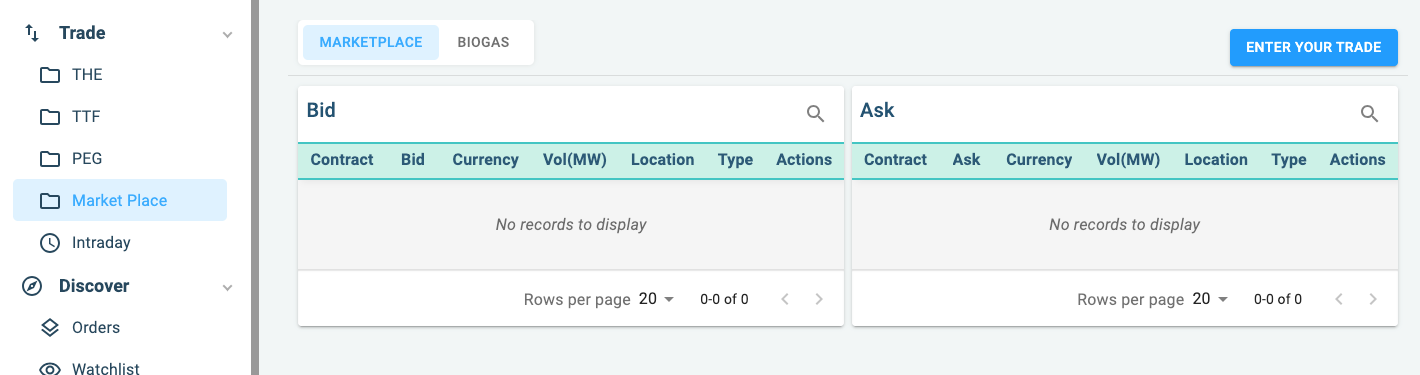 Trade
THE
TTF
PEG
Market Place
Intraday
Discover
Orders
Watchlist
MARKETPLACE BIOGAS
ENTER YOUR TRADE
Bid
Contract Bid Currency Vol(MW) Location Type Actions
No records to display
Rows per page 20 0-0 of 0
Ask
Contract Ask Currency Vol(MW) Location Type Actions
No records to display
Rows per page 20 0-0 of 0